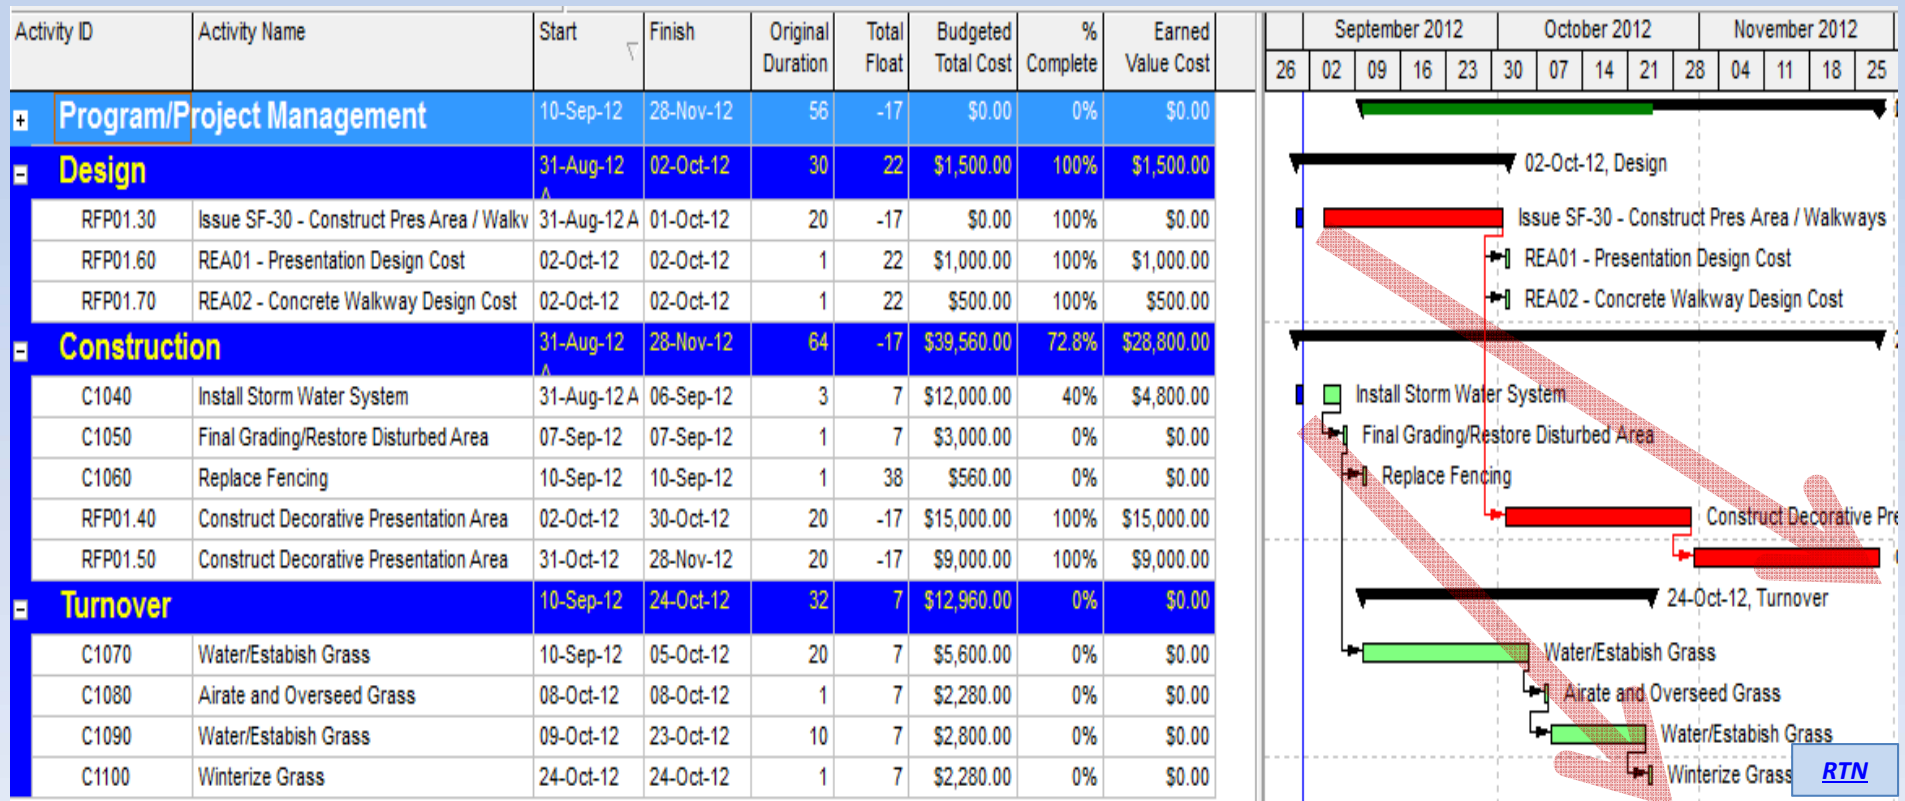 Activity ID Activity Name Start Finish Original Duration Total Float Budgeted Total Cost % Complete Earned Value Cost
September 2012 October 2012 November 2012
26 02 09 16 23 30 07 14 21 28 04 11 18 25
Program/Project Management 10-Sep-12 28-Nov-12 56 -17 $0.00 0% $0.00
Design 31-Aug-12 A 02-Oct-12 30 22 $1,500.00 100% $1,500.00 02-Oct-12, Design
RFP01.30 Issue SF-30 - Construct Pres Area / Walkv 31-Aug-12 A 01-Oct-12 20 -17 $0.00 100% $0.00 Issue SF-30 - Construct Pres Area / Walkways
RFP01.60 REA01 - Presentation Design Cost 02-Oct-12 02-Oct-12 1 22 $1,000.00 100% $1,000.00 REA01 - Presentation Design Cost
RFP01.70 REA02 - Concrete Walkway Design Cost 02-Oct-12 02-Oct-12 1 22 $500.00 100% $500.00 REA02 - Concrete Walkway Design Cost
Construction 31-Aug-12 A 28-Nov-12 64 -17 $39,560.00 72.8% $28,800.00
C1040 Install Storm Water System 31-Aug-12 A 06-Sep-12 3 7 $12,000.00 40% $4,800.00 Install Storm Water System
C1050 Final Grading/Restore Disturbed Area 07-Sep-12 07-Sep-12 1 7 $3,000.00 0% $0.00 Final Grading/Restore Disturbed Area
C1060 Replace Fencing 10-Sep-12 10-Sep-12 1 38 $560.00 0% $0.00 Replace Fencing
RFP01.40 Construct Decorative Presentation Area 02-Oct-12 30-Oct-12 20 -17 $15,000.00 100% $15,000.00 Construct Decorative Pre
RFP01.50 Construct Decorative Presentation Area 31-Oct-12 28-Nov-12 20 -17 $9,000.00 100% $9,000.00
Turnover 10-Sep-12 24-Oct-12 32 7 $12,960.00 0% $0.00 24-Oct-12, Turnover
C1070 Water/Estabish Grass 10-Sep-12 05-Oct-12 20 7 $5,600.00 0% $0.00 Water/Estabish Grass
C1080 Airate and Overseed Grass 08-Oct-12 08-Oct-12 1 7 $2,280.00 0% $0.00 Airate and Overseed Grass
C1090 Water/Estabish Grass 09-Oct-12 23-Oct-12 10 7 $2,800.00 0% $0.00 Water/Estabish Grass
C1100 Winterize Grass 24-Oct-12 24-Oct-12 1 7 $2,280.00 0% $0.00 Winterize Grass
RTN